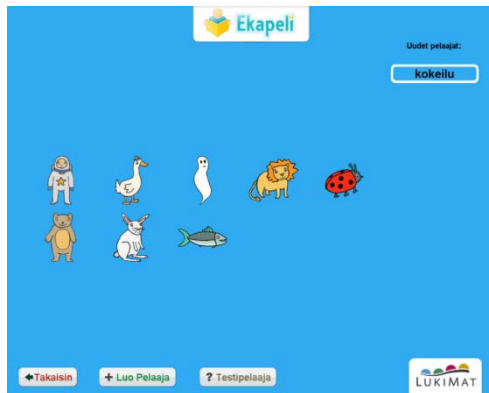 Ekapeli
Uudet pelaajat:
kokeilu
Takaisin
+ Luo Pelaaja
? Testipelaaja
LUKIMAT